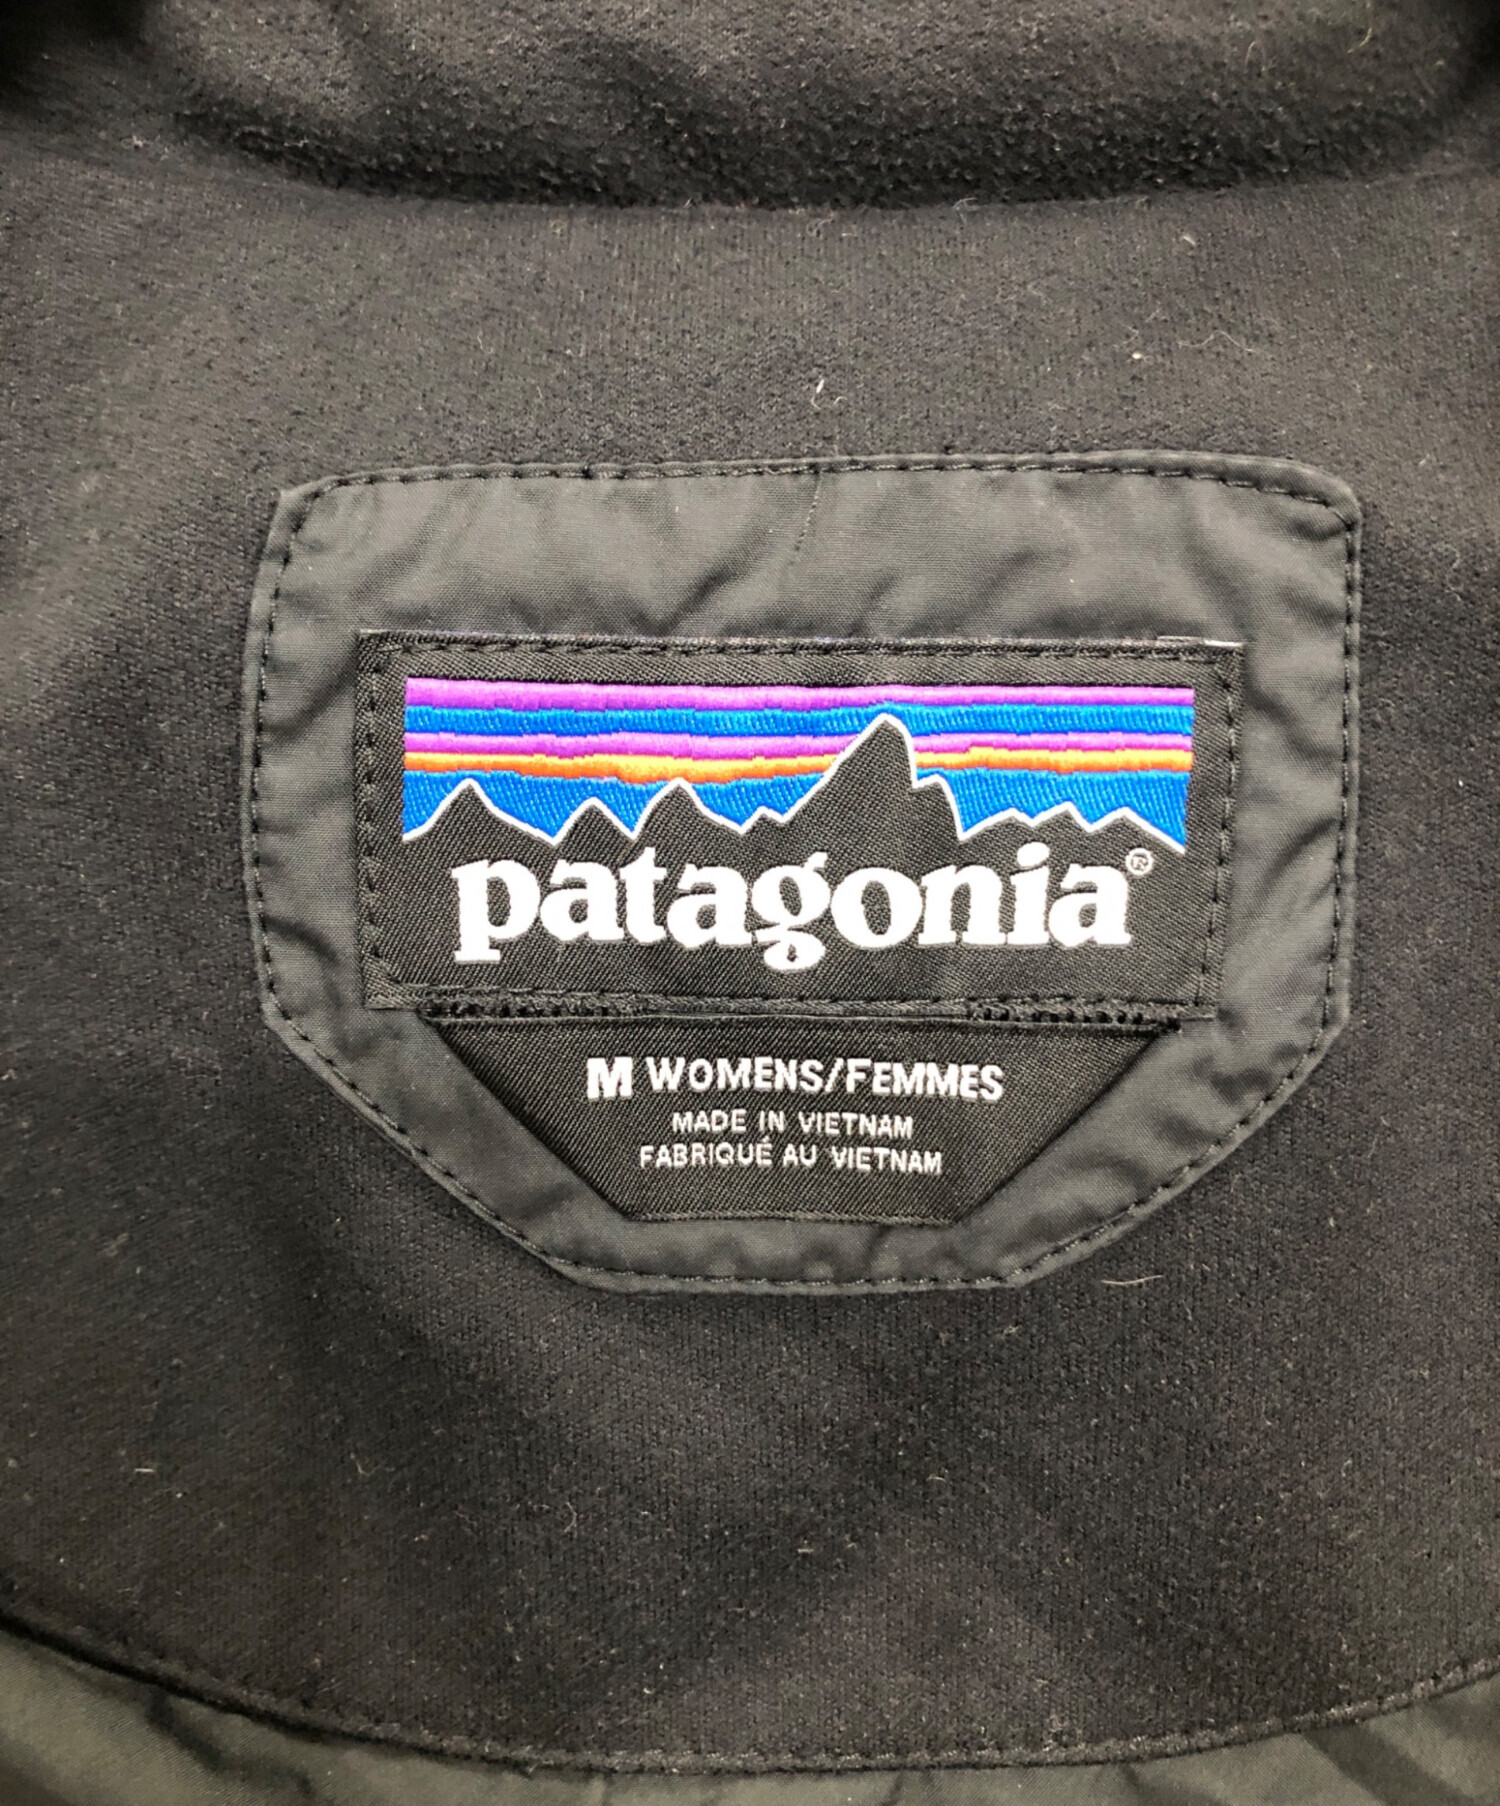 patagonia®
M WOMENS/FEMMES
MADE IN VIETNAM
FABRIQUÉ AU VIETNAM